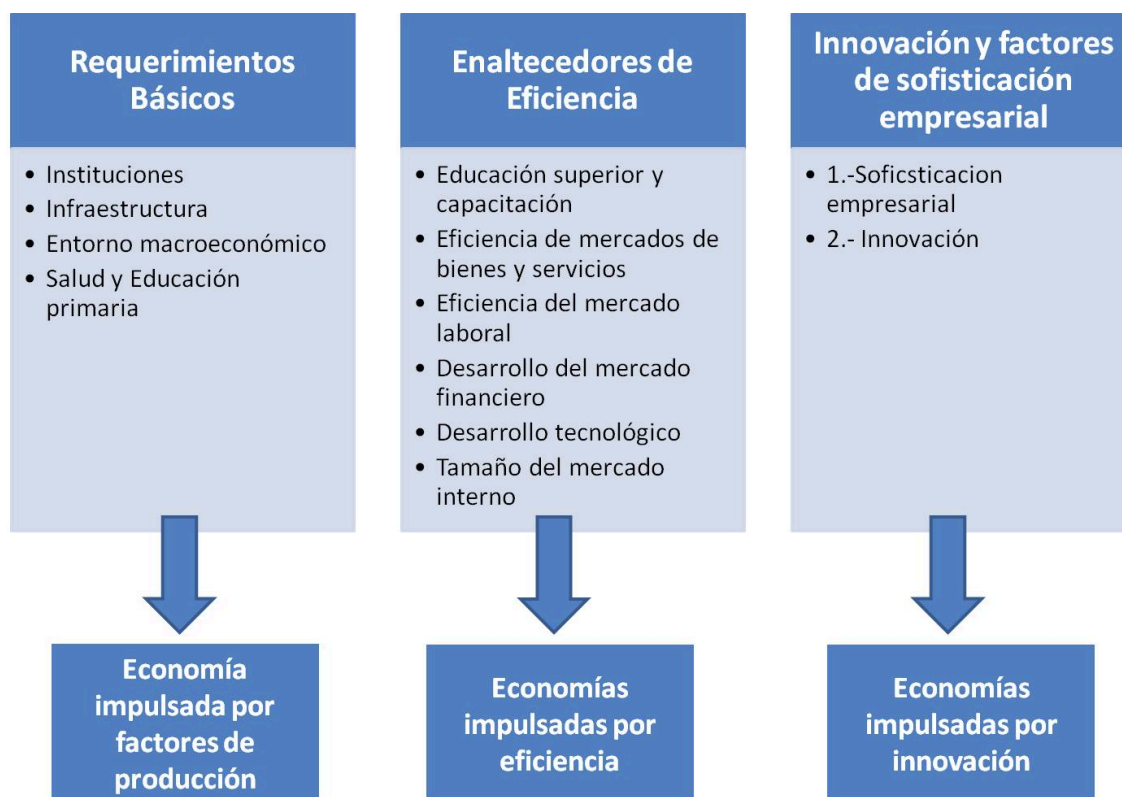 Requerimientos
Básicos
• Instituciones
• Infraestructura
• Entorno macroeconómico
• Salud y Educación
primaria
Economía
impulsada por
factores de
producción
Enaltecedores de
Eficiencia
• Educación superior y
capacitación
• Eficiencia de mercados de
bienes y servicios
• Eficiencia del mercado
laboral
• Desarrollo del mercado
financiero
• Desarrollo tecnológico
• Tamaño del mercado
interno
Economías
impulsadas por
eficiencia
Innovación y factores
de sofisticación
empresarial
• 1.-Soficsticacion
empresarial
• 2.- Innovación
Economías
impulsadas por
innovación